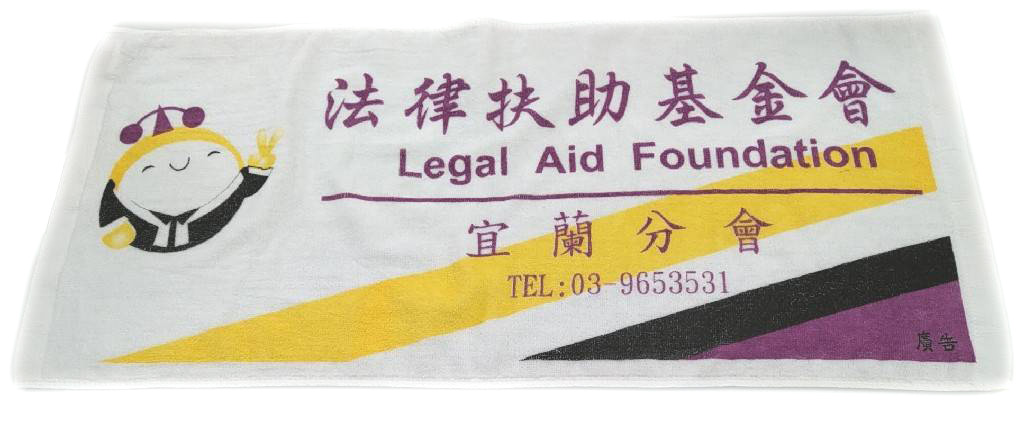 法律扶助基金會
Legal Aid Foundation
宜蘭分會
TEL:03-9653531
廣告